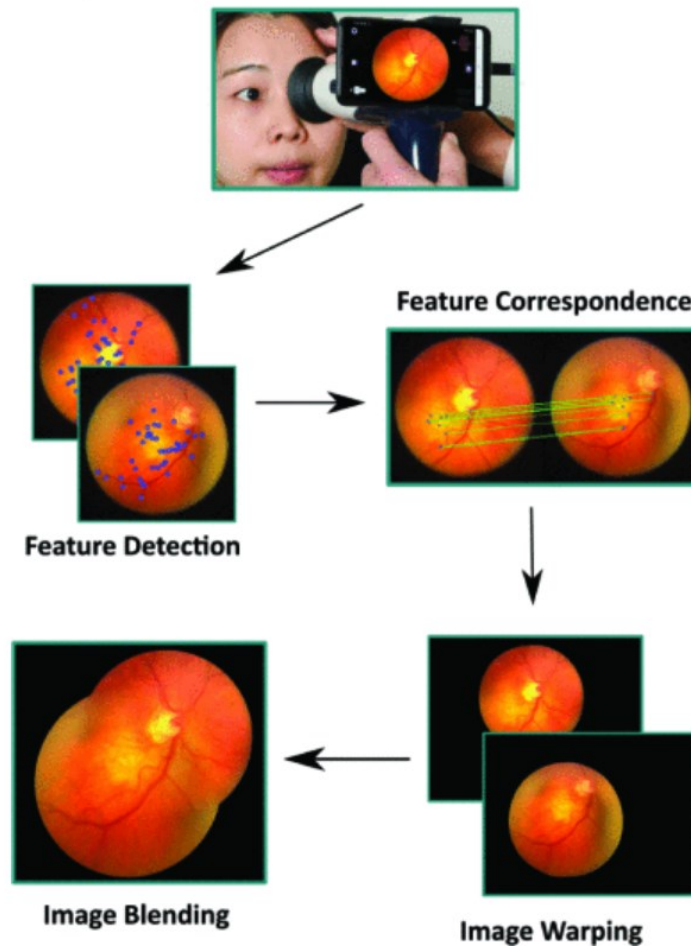 Feature Correspondence
Feature Detection
Image Blending
Image Warping